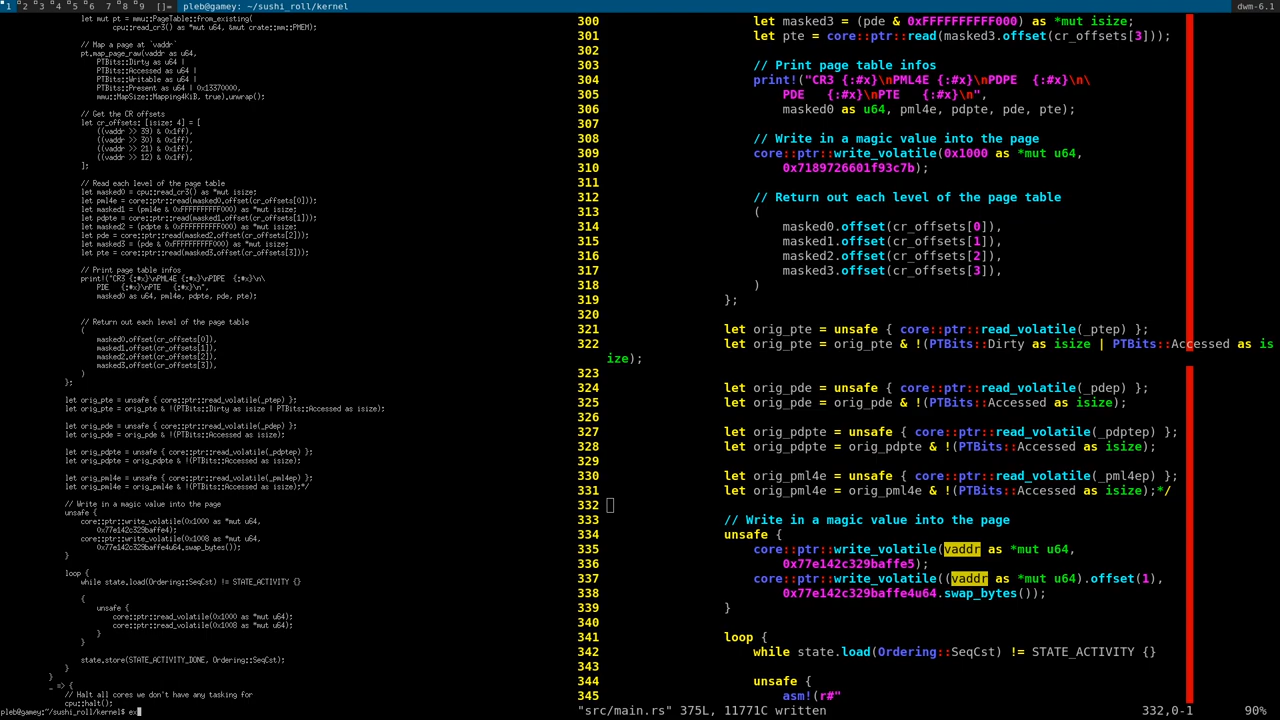 1 2 3 4 5 6 7 8 9 []= pleb@gamey: ~/sushi_roll/kernel dwm-6.1
let mut pt = mmu::PageTable::from_existing(
cpu::read_cr3() as *mut u64, &mut crate::mm::PMEM);
// Map a page at `vaddr`
pt.map_page_raw(vaddr as u64,
PTBits::Dirty as u64 |
PTBits::Accessed as u64 |
PTBits::Writable as u64 |
PTBits::Present as u64 | 0x13370000,
mmu::MapSize::Mapping4KiB, true).unwrap();
// Get the CR offsets
let cr_offsets: [isize; 4] = [
((vaddr >> 39) & 0x1ff),
((vaddr >> 30) & 0x1ff),
((vaddr >> 21) & 0x1ff),
((vaddr >> 12) & 0x1ff),
];
// Read each level of the page table
let masked0 = cpu::read_cr3() as *mut isize;
let pml4e = core::ptr::read(masked0.offset(cr_offsets[0]));
let masked1 = (pml4e & 0xFFFFFFFFFF000) as *mut isize;
let pdpte = core::ptr::read(masked1.offset(cr_offsets[1]));
let masked2 = (pdpte & 0xFFFFFFFFFF000) as *mut isize;
let pde = core::ptr::read(masked2.offset(cr_offsets[2]));
let masked3 = (pde & 0xFFFFFFFFFF000) as *mut isize;
let pte = core::ptr::read(masked3.offset(cr_offsets[3]));
// Print page table infos
print!("CR3 {:#x}\nPML4E {:#x}\nPDPE  {:#x}\n\
PDE   {:#x}\nPTE   {:#x}\n",
masked0 as u64, pml4e, pdpte, pde, pte);
// Return out each level of the page table
(
masked0.offset(cr_offsets[0]),
masked1.offset(cr_offsets[1]),
masked2.offset(cr_offsets[2]),
masked3.offset(cr_offsets[3]),
)
};
let orig_pte = unsafe { core::ptr::read_volatile(_ptep) };
let orig_pte = orig_pte & !(PTBits::Dirty as isize | PTBits::Accessed as isize);
let orig_pde = unsafe { core::ptr::read_volatile(_pdep) };
let orig_pde = orig_pde & !(PTBits::Accessed as isize);
let orig_pdpte = unsafe { core::ptr::read_volatile(_pdptep) };
let orig_pdpte = orig_pdpte & !(PTBits::Accessed as isize);
let orig_pml4e = unsafe { core::ptr::read_volatile(_pml4ep) };
let orig_pml4e = orig_pml4e & !(PTBits::Accessed as isize);*/
// Write in a magic value into the page
unsafe {
core::ptr::write_volatile(0x1000 as *mut u64,
0x77e142c329baffe4);
core::ptr::write_volatile(0x1008 as *mut u64,
0x77e142c329baffe4u64.swap_bytes());
}
loop {
while state.load(Ordering::SeqCst) != STATE_ACTIVITY {}
{
unsafe {
core::ptr::read_volatile(0x1000 as *mut u64);
core::ptr::read_volatile(0x1008 as *mut u64);
}
}
state.store(STATE_ACTIVITY_DONE, Ordering::SeqCst);
}
}
_ => {
// Halt all cores we don't have any tasking for
cpu::halt();
pleb@gamey:~/sushi_roll/kernel$ ex
300 let masked3 = (pde & 0xFFFFFFFFFF000) as *mut isize;
301 let pte = core::ptr::read(masked3.offset(cr_offsets[3]));
302
303 // Print page table infos
304 print!("CR3 {:#x}\nPML4E {:#x}\nPDPE  {:#x}\n\
305 PDE   {:#x}\nPTE   {:#x}\n",
306 masked0 as u64, pml4e, pdpte, pde, pte);
307
308 // Write in a magic value into the page
309 core::ptr::write_volatile(0x1000 as *mut u64,
310 0x7189726601f93c7b);
311
312 // Return out each level of the page table
313 (
314 masked0.offset(cr_offsets[0]),
315 masked1.offset(cr_offsets[1]),
316 masked2.offset(cr_offsets[2]),
317 masked3.offset(cr_offsets[3]),
318 )
319 };
320
321 let orig_pte = unsafe { core::ptr::read_volatile(_ptep) };
322 let orig_pte = orig_pte & !(PTBits::Dirty as isize | PTBits::Accessed as is
ize);
323
324 let orig_pde = unsafe { core::ptr::read_volatile(_pdep) };
325 let orig_pde = orig_pde & !(PTBits::Accessed as isize);
326
327 let orig_pdpte = unsafe { core::ptr::read_volatile(_pdptep) };
328 let orig_pdpte = orig_pdpte & !(PTBits::Accessed as isize);
329
330 let orig_pml4e = unsafe { core::ptr::read_volatile(_pml4ep) };
331 let orig_pml4e = orig_pml4e & !(PTBits::Accessed as isize);*/
332
333 // Write in a magic value into the page
334 unsafe {
335 core::ptr::write_volatile(vaddr as *mut u64,
336 0x77e142c329baffe5);
337 core::ptr::write_volatile((vaddr as *mut u64).offset(1),
338 0x77e142c329baffe4u64.swap_bytes());
339 }
340
341 loop {
342 while state.load(Ordering::SeqCst) != STATE_ACTIVITY {}
343
344 unsafe {
345 asm!(r#"
"src/main.rs" 375L, 11771C written 332,0-1 90%